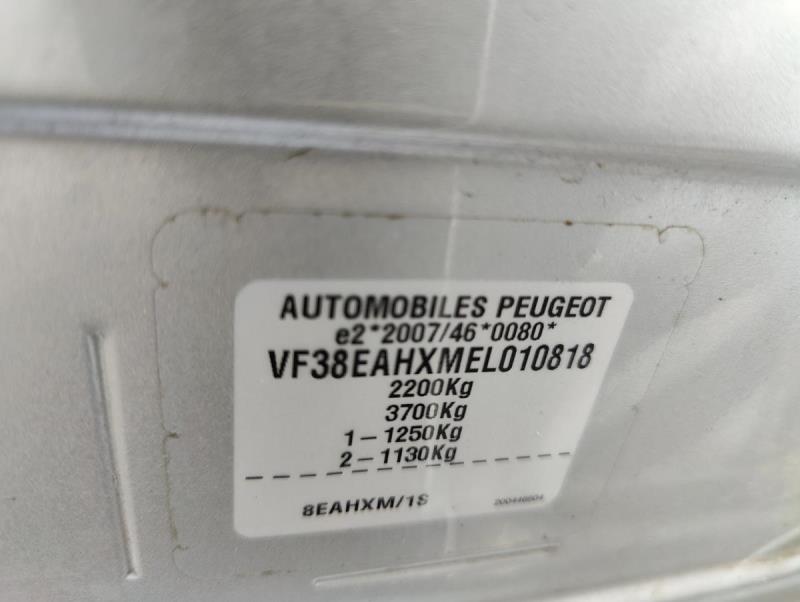 AUTOMOBILES PEUGEOT
e2*2007/46*0080*
VF38EAHXMEL010818
2200Kg
3700Kg
1-1250Kg
2-1130Kg
8EAHXM/1S